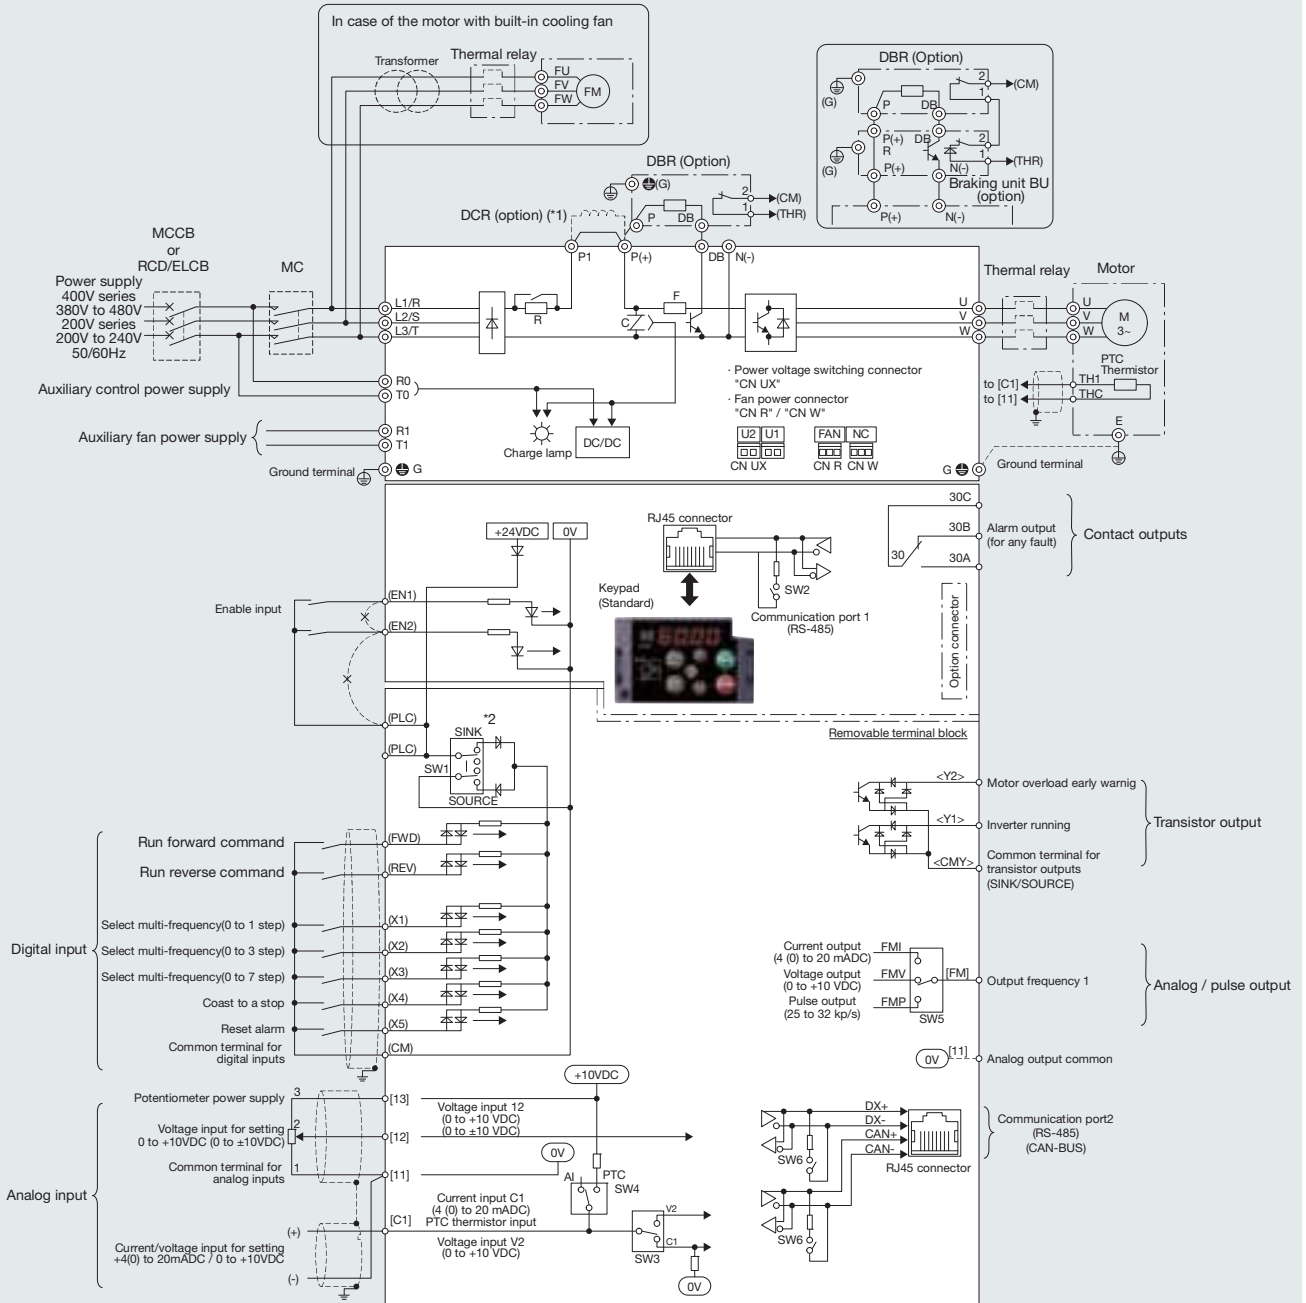 In case of the motor with built-in cooling fan
Transformer
Thermal relay
FU
FV
FW
FM
DBR (Option)
(G)
P
DB
2
1
(CM)
P(+)
R
DB
2
1
(G)
(THR)
P(+)
N(-)
Braking unit BU
(option)
P(+)
N(-)
DBR (Option)
(G)
2
1
(CM)
(THR)
P
DB
DCR (option) (*1)
P1
P(+)
DB
N(-)
MCCB
or
RCD/ELCB
MC
Power supply
400V series
380V to 480V
200V series
200V to 240V
50/60Hz
L1/R
L2/S
L3/T
R
F
C
U
V
W
Thermal relay
Motor
U
V
W
M
3~
PTC
Thermistor
to [C1]
to [11]
TH1
THC
E
Auxiliary control power supply
R0
T0
Auxiliary fan power supply
R1
T1
Ground terminal
G
Charge lamp
DC/DC
· Power voltage switching connector
"CN UX"
· Fan power connector
"CN R" / "CN W"
U2
U1
CN UX
FAN
NC
CN R
CN W
G
Ground terminal
+24VDC
0V
RJ45 connector
SW2
Communication port 1
(RS-485)
Keypad
(Standard)
30C
30B
30
30A
Alarm output
(for any fault)
Contact outputs
Option connector
Enable input
(EN1)
(EN2)
(PLC)
(PLC)
*2
SINK
SW1
SOURCE
Removable terminal block
<Y2>
Motor overload early warnig
<Y1>
Inverter running
<CMY>
Common terminal for
transistor outputs
(SINK/SOURCE)
Transistor output
Digital input
Run forward command
(FWD)
Run reverse command
(REV)
Select multi-frequency(0 to 1 step)
(X1)
Select multi-frequency(0 to 3 step)
(X2)
Select multi-frequency(0 to 7 step)
(X3)
Coast to a stop
(X4)
Reset alarm
(X5)
Common terminal for
digital inputs
(CM)
Current output
(4 (0) to 20 mADC)
FMI
Voltage output
(0 to +10 VDC)
FMV
Pulse output
(25 to 32 kp/s)
FMP
SW5
[FM]
Output frequency 1
Analog / pulse output
0V
[11]
Analog output common
+10VDC
Analog input
Potentiometer power supply
3
[13]
Voltage input for setting
0 to +10VDC (0 to ±10VDC)
2
[12]
Common terminal for
analog inputs
1
[11]
Voltage input 12
(0 to +10 VDC)
(0 to ±10 VDC)
0V
AI
PTC
SW4
[C1]
Current input C1
(4 (0) to 20 mADC)
PTC thermistor input
Voltage input V2
(0 to +10 VDC)
V2
C1
SW3
0V
(+)
Current/voltage input for setting
+4(0) to 20mADC / 0 to +10VDC
(-)
DX+
DX-
CAN+
CAN-
SW6
RJ45 connector
Communication port2
(RS-485)
(CAN-BUS)
SW6